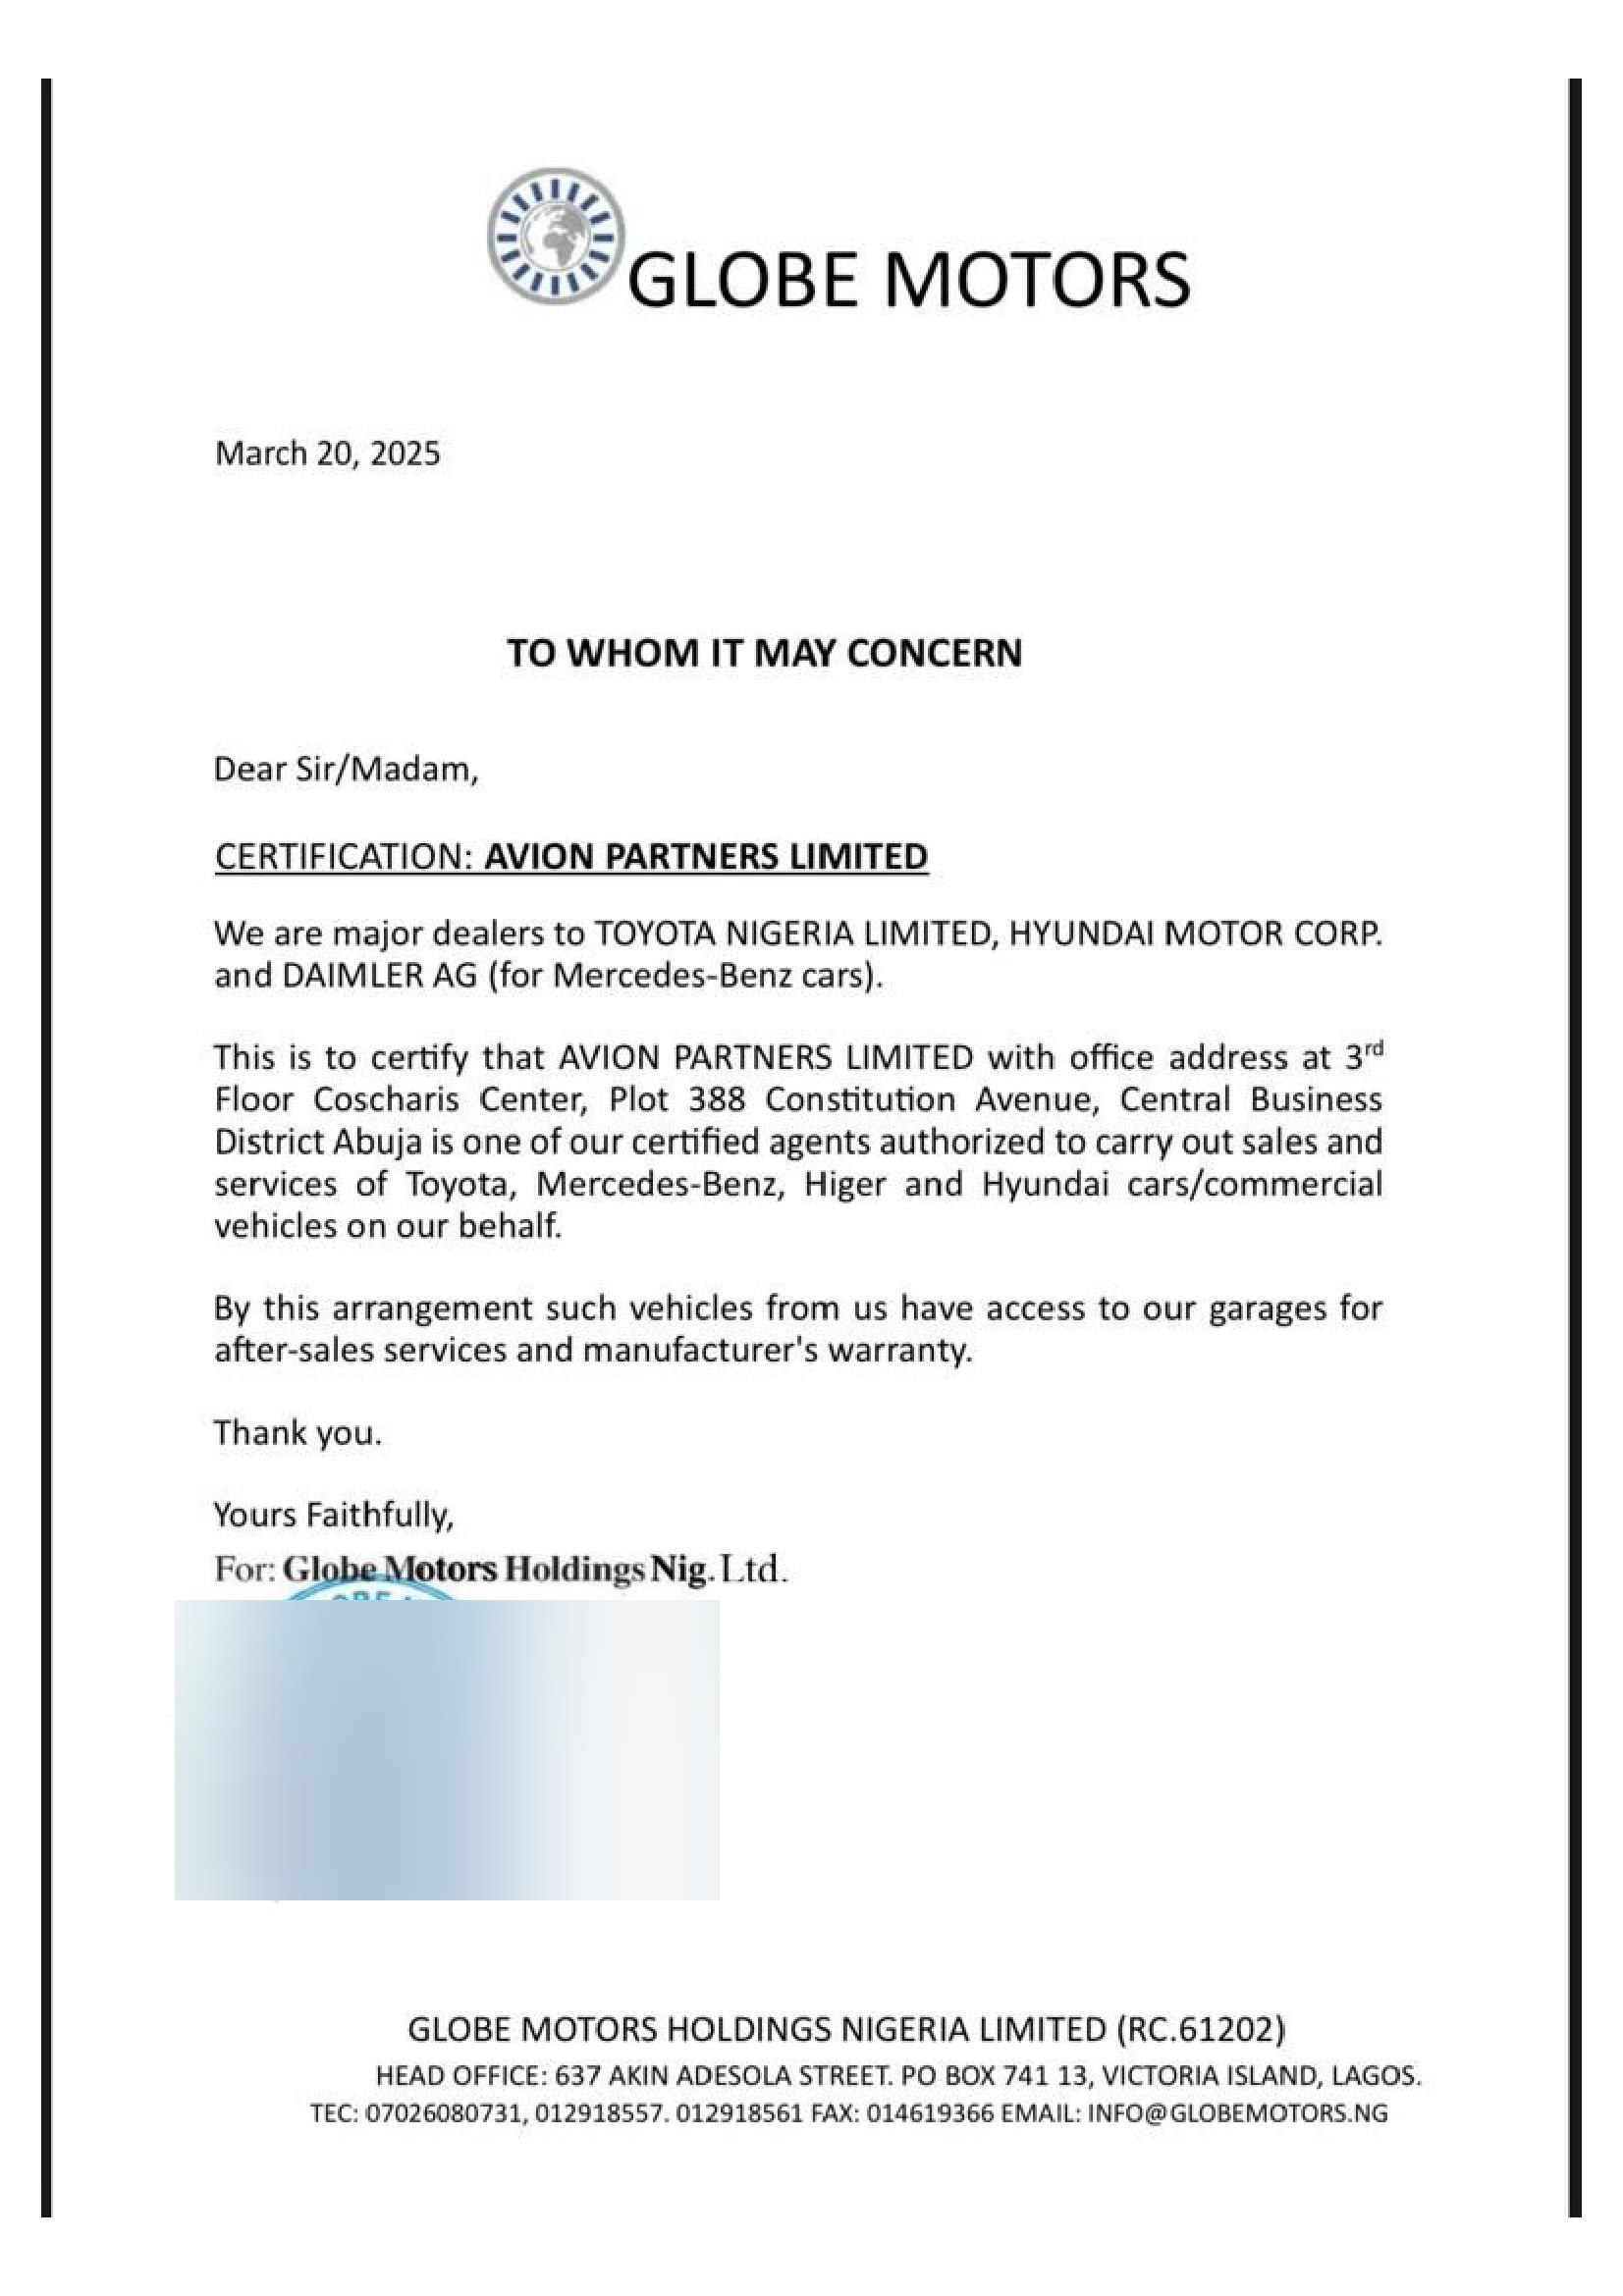 GLOBE MOTORS
March 20, 2025
TO WHOM IT MAY CONCERN
Dear Sir/Madam,
CERTIFICATION: AVION PARTNERS LIMITED
We are major dealers to TOYOTA NIGERIA LIMITED, HYUNDAI MOTOR CORP.
and DAIMLER AG (for Mercedes-Benz cars).
This is to certify that AVION PARTNERS LIMITED with office address at 3rd
Floor Coscharis Center, Plot 388 Constitution Avenue, Central Business
District Abuja is one of our certified agents authorized to carry out sales and
services of Toyota, Mercedes-Benz, Higer and Hyundai cars/commercial
vehicles on our behalf.
By this arrangement such vehicles from us have access to our garages for
after-sales services and manufacturer's warranty.
Thank you.
Yours Faithfully,
For: Globe Motors Holdings Nig. Ltd.
GLOBE MOTORS HOLDINGS NIGERIA LIMITED (RC.61202)
HEAD OFFICE: 637 AKIN ADESOLA STREET. PO BOX 741 13, VICTORIA ISLAND, LAGOS.
TEC: 07026080731, 012918557. 012918561 FAX: 014619366 EMAIL: INFO@GLOBEMOTORS.NG